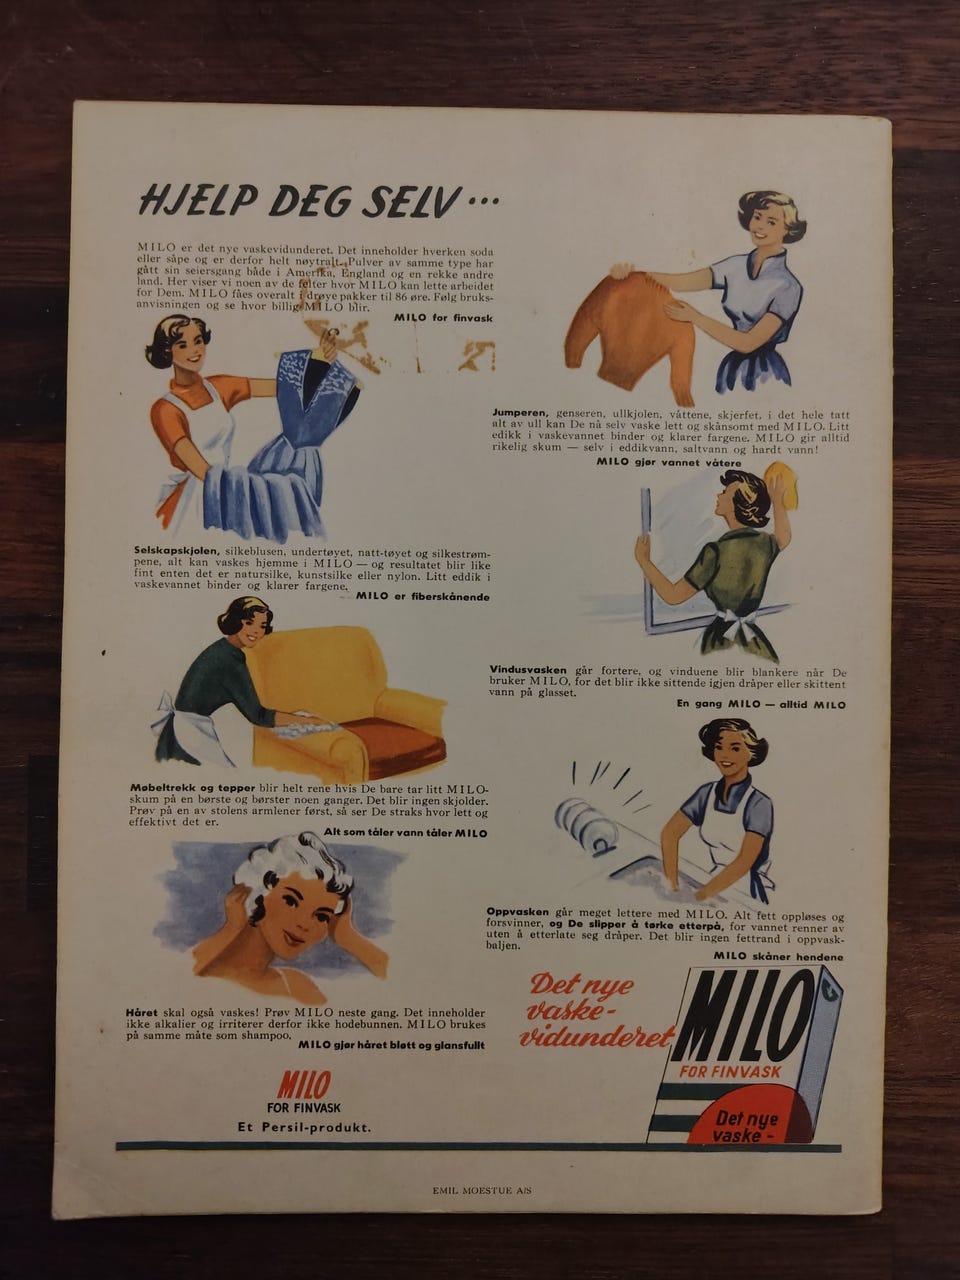 HJELP DEG SELV...
MILO er det nye vaskevidunderet. Det inneholder hverken soda
eller såpe og er derfor helt nøytralt. Pulver av samme type har
gått sin seiersgang både i Amerika, England og en rekke andre
land. Her viser vi noen av de felter hvor MILO kan lette arbeidet
for Dem. MILO fåes overalt i drøye pakker til 86 øre. Følg bruks-
anvisningen og se hvor billig MILO blir.
MILO for finvask
Selskapskjolen, silkeblusen, undertøyet, natt-tøyet og silkestrøm-
pene, alt kan vaskes hjemme i MILO — og resultatet blir like
fint enten det er natursilke, kunstsilke eller nylon. Litt eddik i
vaskevannet binder og klarer fargene.
MILO er fiberskånende
Møbeltrekk og tepper blir helt rene hvis De bare tar litt MILO-
skum på en børste og børster noen ganger. Det blir ingen skjolder.
Prøv på en av stolens armlener først, så ser De straks hvor lett og
effektivt det er.
Alt som tåler vann tåler MILO
Håret skal også vaskes! Prøv MILO neste gang. Det inneholder
ikke alkalier og irriterer derfor ikke hodebunnen. MILO brukes
på samme måte som shampoo.
MILO gjør håret bløtt og glansfullt
MILO
FOR FINVASK
Et Persil-produkt.
Jumperen, genseren, ullkjolen, våttene, skjerfet, i det hele tatt
alt av ull kan De nå selv vaske lett og skånsomt med MILO. Litt
edikk i vaskevannet binder og klarer fargene. MILO gir alltid
rikelig skum — selv i eddikvann, saltvann og hardt vann!
MILO gjør vannet våtere
Vindusvasken går fortere, og vinduene blir blankere når De
bruker MILO, for det blir ikke sittende igjen dråper eller skittent
vann på glasset.
En gang MILO — alltid MILO
Oppvasken går meget lettere med MILO. Alt fett oppløses og
forsvinner, og De slipper å tørke etterpå, for vannet renner av
uten å etterlate seg dråper. Det blir ingen fettrand i oppvask-
baljen.
MILO skåner hendene
Det nye
vaske-
vidunderet
MILO
FOR FINVASK
Det nye
vaske-
EMIL MOESTUE A/S